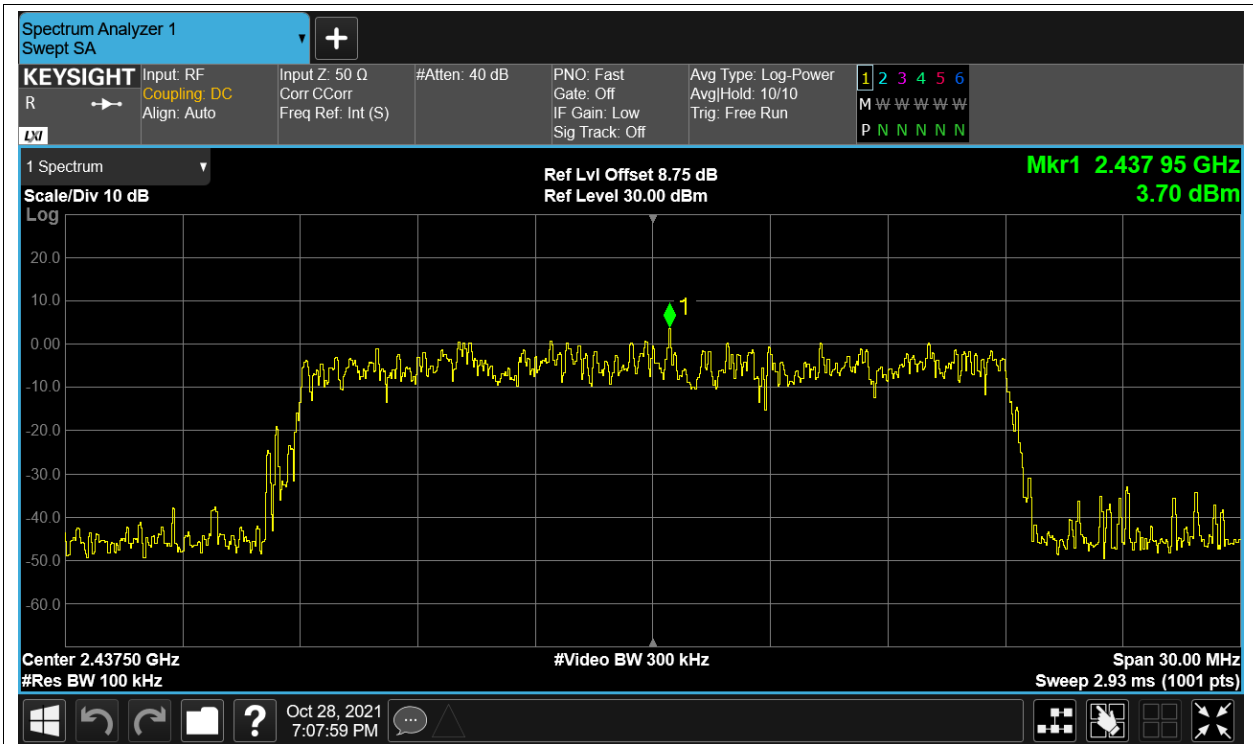 Spectrum Analyzer 1
Swept SA
+
KEYSIGHT
R
LXI
Input: RF
Coupling: DC
Align: Auto
Input Z: 50 Ω
Corr CCorr
Freq Ref: Int (S)
#Atten: 40 dB
PNO: Fast
Gate: Off
IF Gain: Low
Sig Track: Off
Avg Type: Log-Power
Avg|Hold: 10/10
Trig: Free Run
1 2 3 4 5 6
M W W W W W
P N N N N N
1 Spectrum
Scale/Div 10 dB
Log
Ref Lvl Offset 8.75 dB
Ref Level 30.00 dBm
Mkr1 2.437 95 GHz
3.70 dBm
20.0
10.0
0.00
-10.0
-20.0
-30.0
-40.0
-50.0
-60.0
1
Center 2.43750 GHz
#Res BW 100 kHz
#Video BW 300 kHz
Span 30.00 MHz
Sweep 2.93 ms (1001 pts)
?
Oct 28, 2021
7:07:59 PM